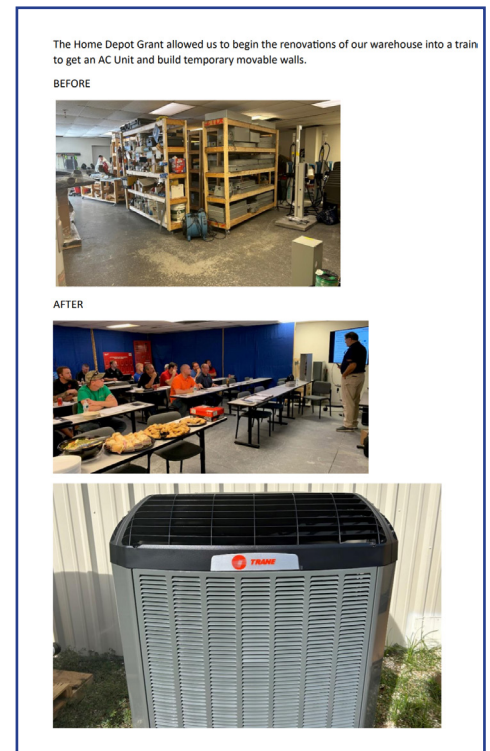 The Home Depot Grant allowed us to begin the renovations of our warehouse into a train
to get an AC Unit and build temporary movable walls.
BEFORE
AFTER
TRANE